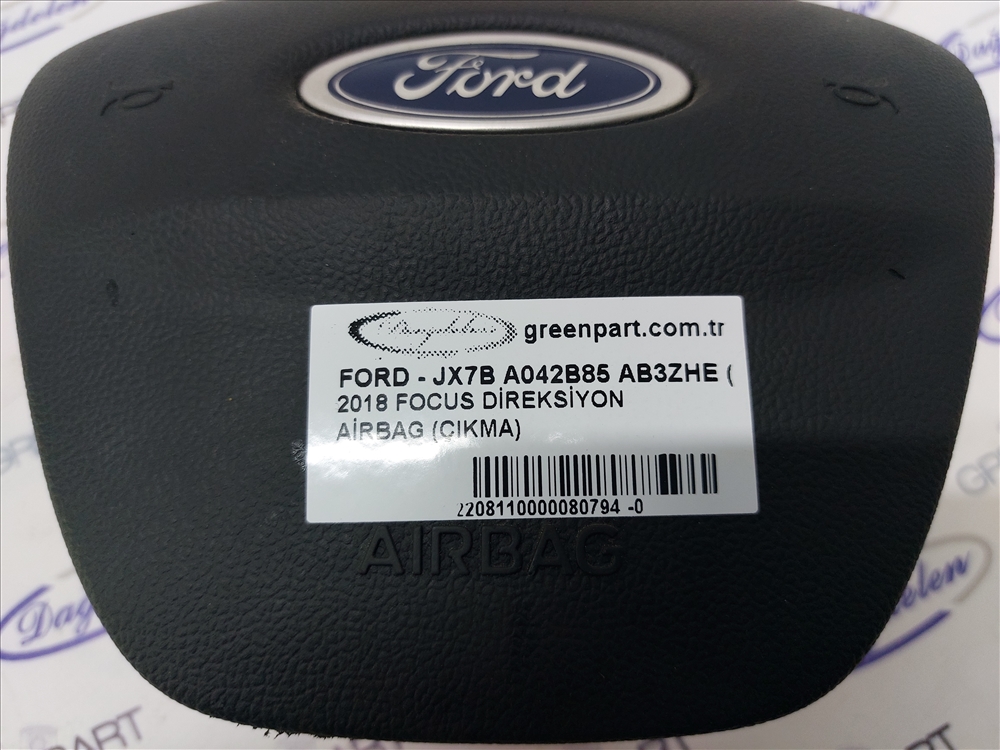 Ford
Dağdelen
greenpart.com.tr
FORD - JX7B A042B85 AB3ZHE (
2018 FOCUS DİREKSİYON
AİRBAG (ÇIKMA)
2208110000080794 -0
AIRBAG